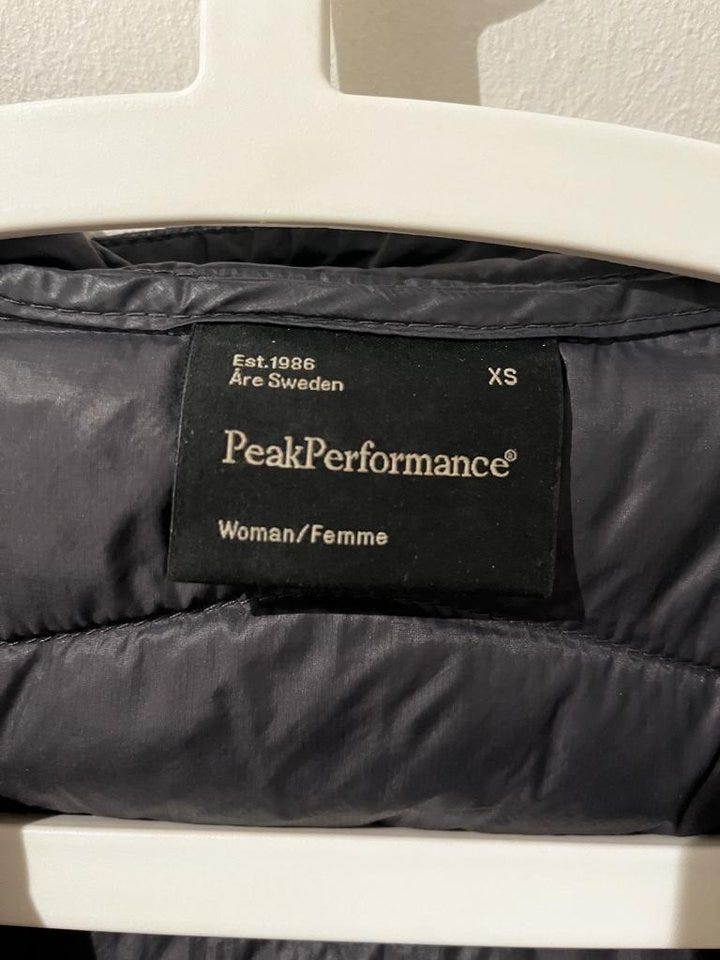 Est.1986
Åre Sweden
XS
PeakPerformance®
Woman/Femme